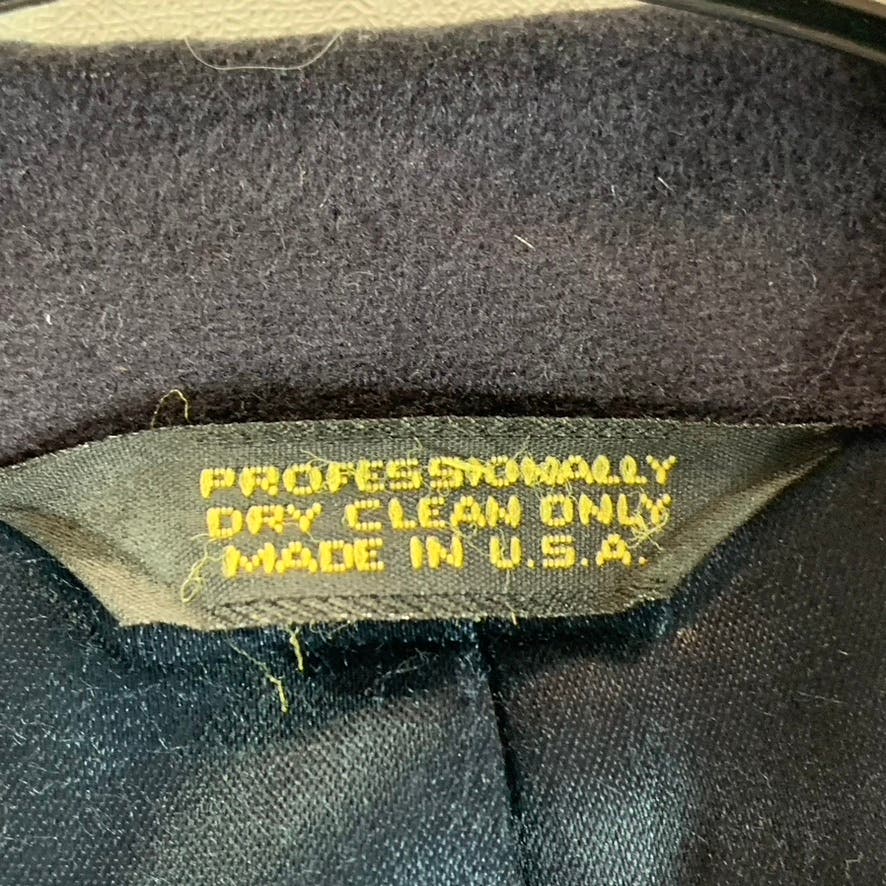 PROFESSIONALLY
DRY CLEAN ONLY
MADE IN U.S.A.